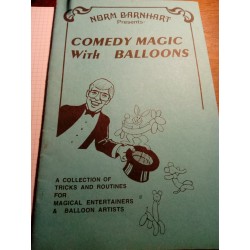 NORM BARNHART
Presents
COMEDY MAGIC
With BALLOONS
A COLLECTION OF
TRICKS AND ROUTINES
FOR
MAGICAL ENTERTAINERS
& BALLOON ARTISTS